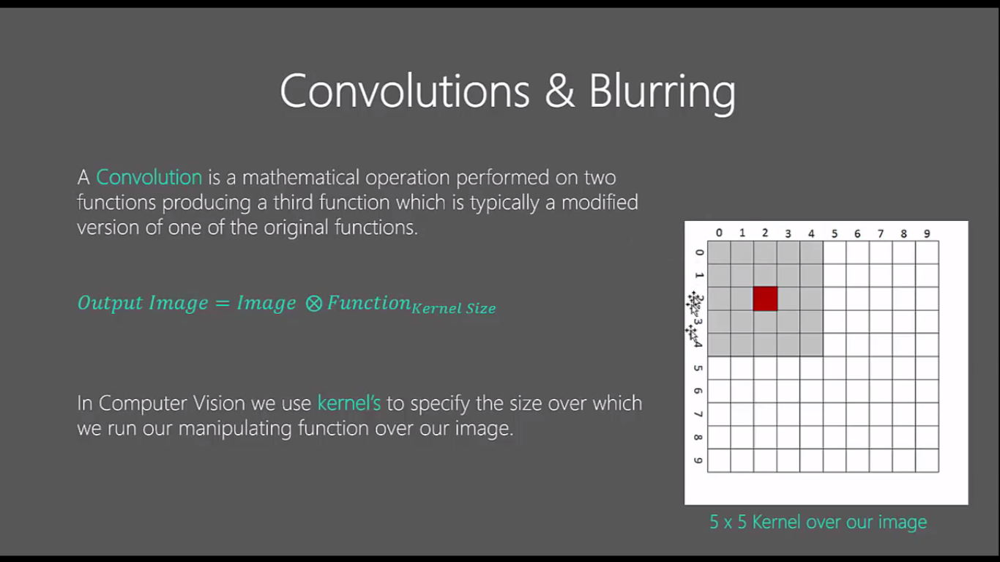 Convolutions & Blurring
A Convolution is a mathematical operation performed on two
functions producing a third function which is typically a modified
version of one of the original functions.
Output Image = Image ⊗ Function Kernel Size
In Computer Vision we use kernel's to specify the size over which
we run our manipulating function over our image.
0 1 2 3 4 5 6 7 8 9
0
1
2
3
4
5
6
7
8
9
5 x 5 Kernel over our image